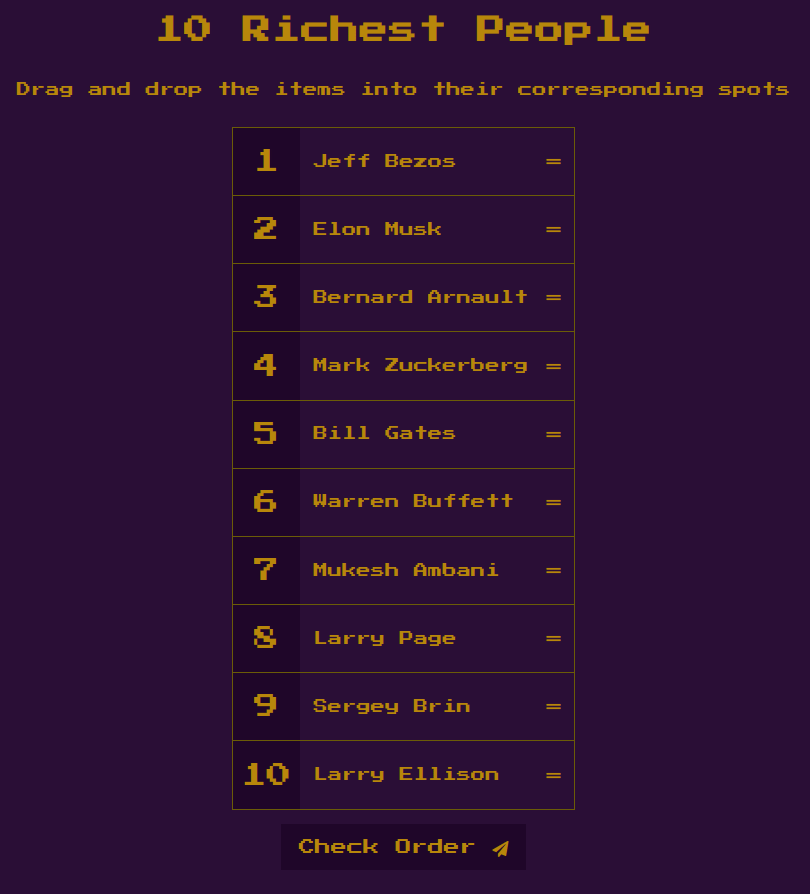 10 Richest People
Drag and drop the items into their corresponding spots
1 Jeff Bezos
2 Elon Musk
3 Bernard Arnault
4 Mark Zuckerberg
5 Bill Gates
6 Warren Buffett
7 Mukesh Ambani
8 Larry Page
9 Sergey Brin
10 Larry Ellison
Check Order